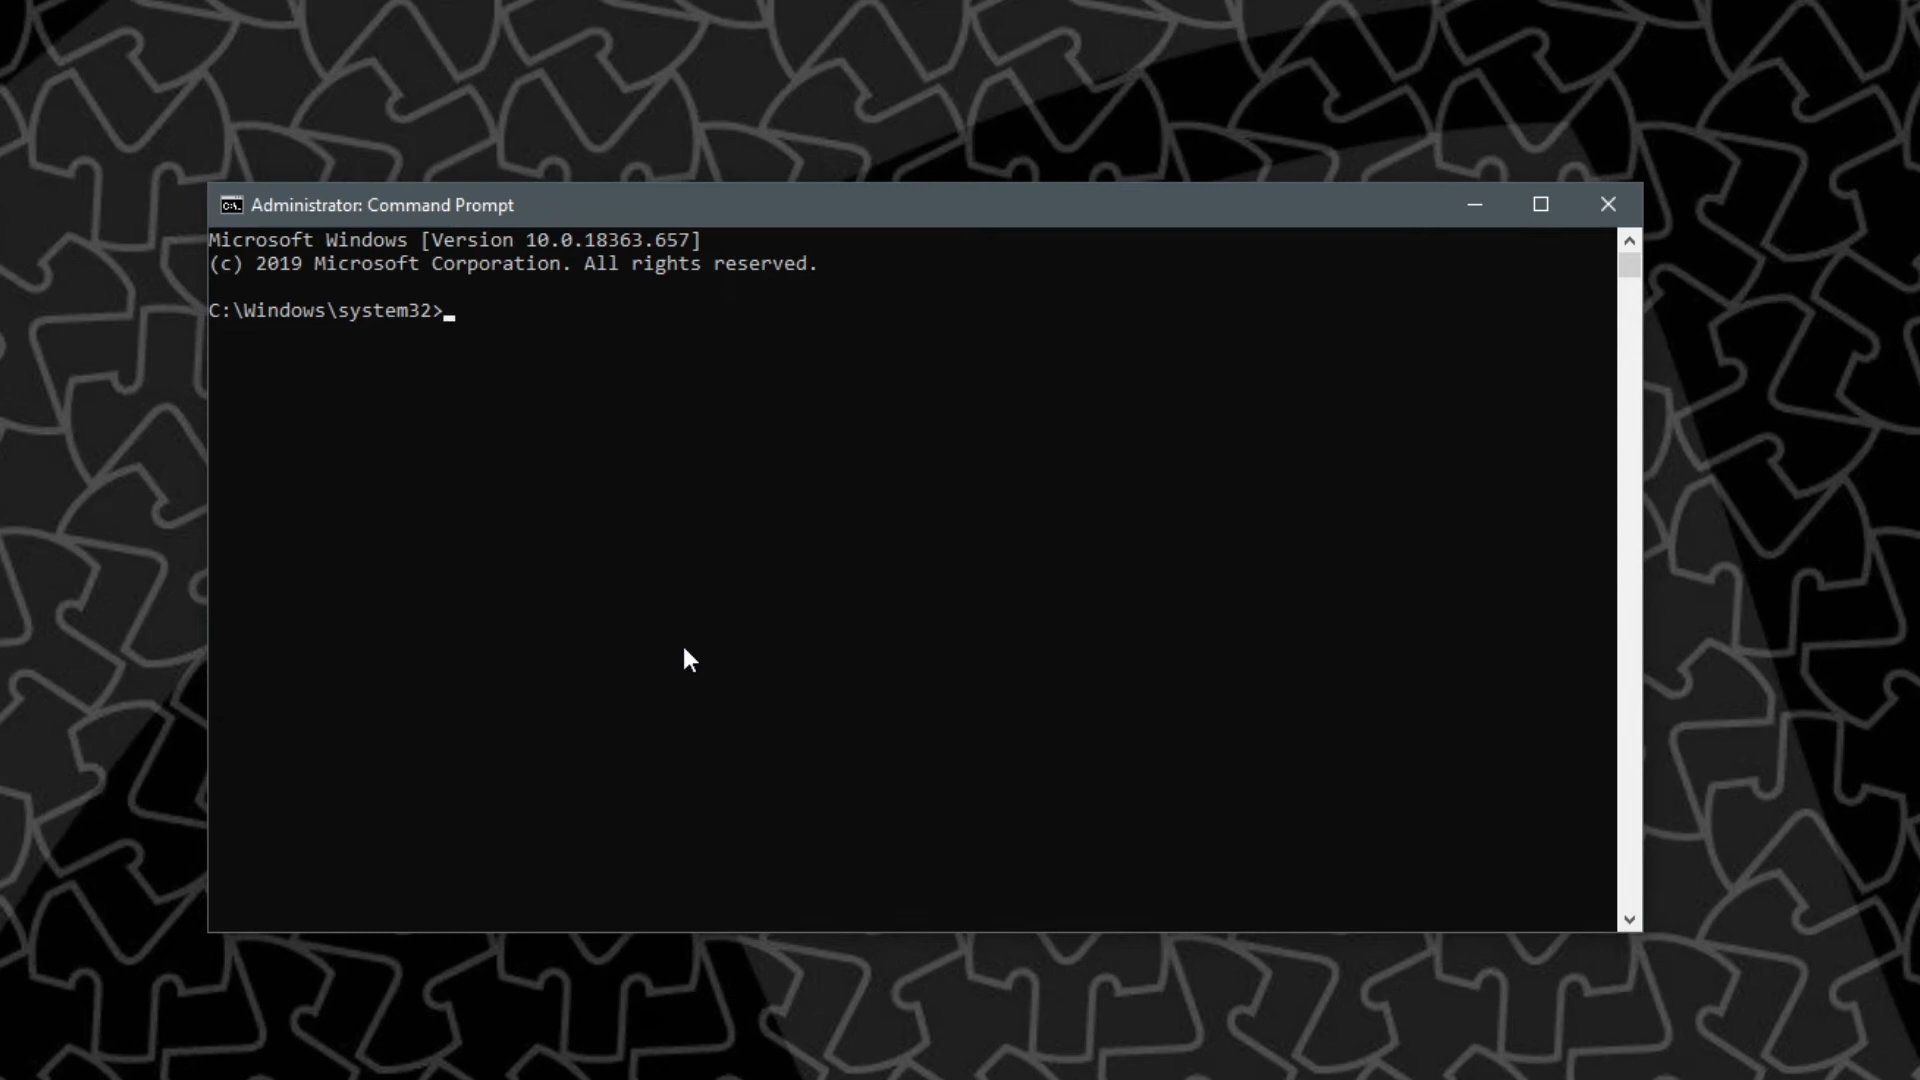 Administrator: Command Prompt
Microsoft Windows [Version 10.0.18363.657]
(c) 2019 Microsoft Corporation. All rights reserved.
C:\Windows\system32>